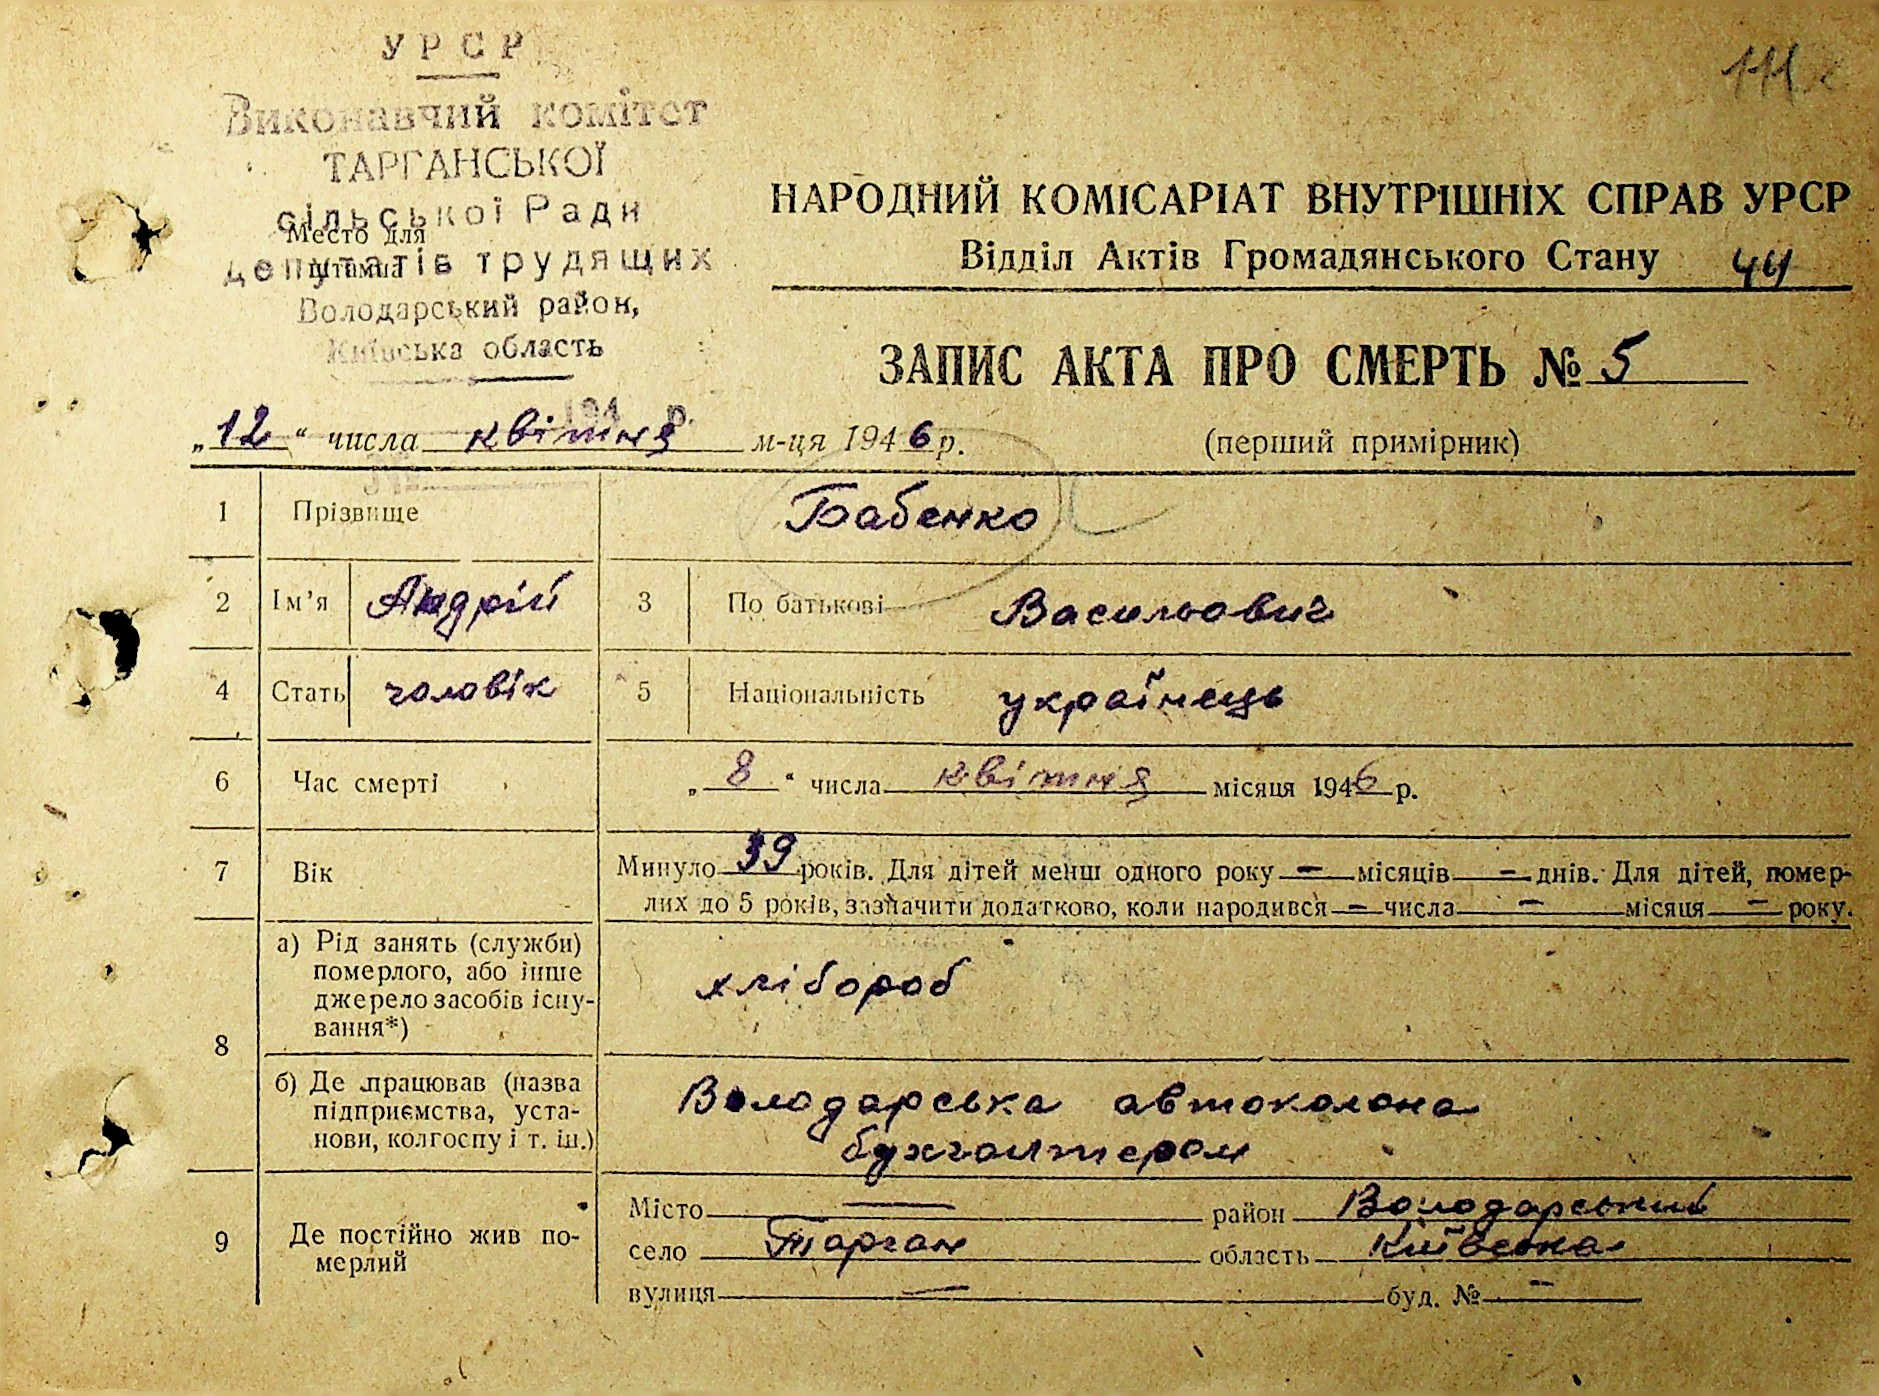 УРСР
Виконавчий комітет
ТАРГАНСЬКОЇ
сільської Ради
Место для
депутатів трудящих
штампа
Володарський район,
Київська область
194 р.
111
НАРОДНИЙ КОМІСАРІАТ ВНУТРІШНІХ СПРАВ УРСР
Відділ Актів Громадянського Стану 44
ЗАПИС АКТА ПРО СМЕРТЬ № 5
„12“ числа квітня м-ця 1946 р.
(перший примірник)
1 Прізвище Бабенко
2 Ім’я Андрій 3 По батькові Васильович
4 Стать чоловік 5 Національність українець
6 Час смерті „8“ числа квітня місяця 1946 р.
7 Вік Минуло 39 років. Для дітей менш одного року — місяців — днів. Для дітей, помер-
лих до 5 років, зазначити додатково, коли народився — числа — місяця — року.
8 а) Рід занять (служби)
померлого, або інше
джерело засобів існу-
вання*)
хлібороб
б) Де працював (назва
підприємства, уста-
нови, колгоспу і т. ін.)
Володарська автоколона
бухгалтером
9 Де постійно жив по-
мерлий
Місто — район Володарський
село Тарган область Київська
вулиця — буд. № —